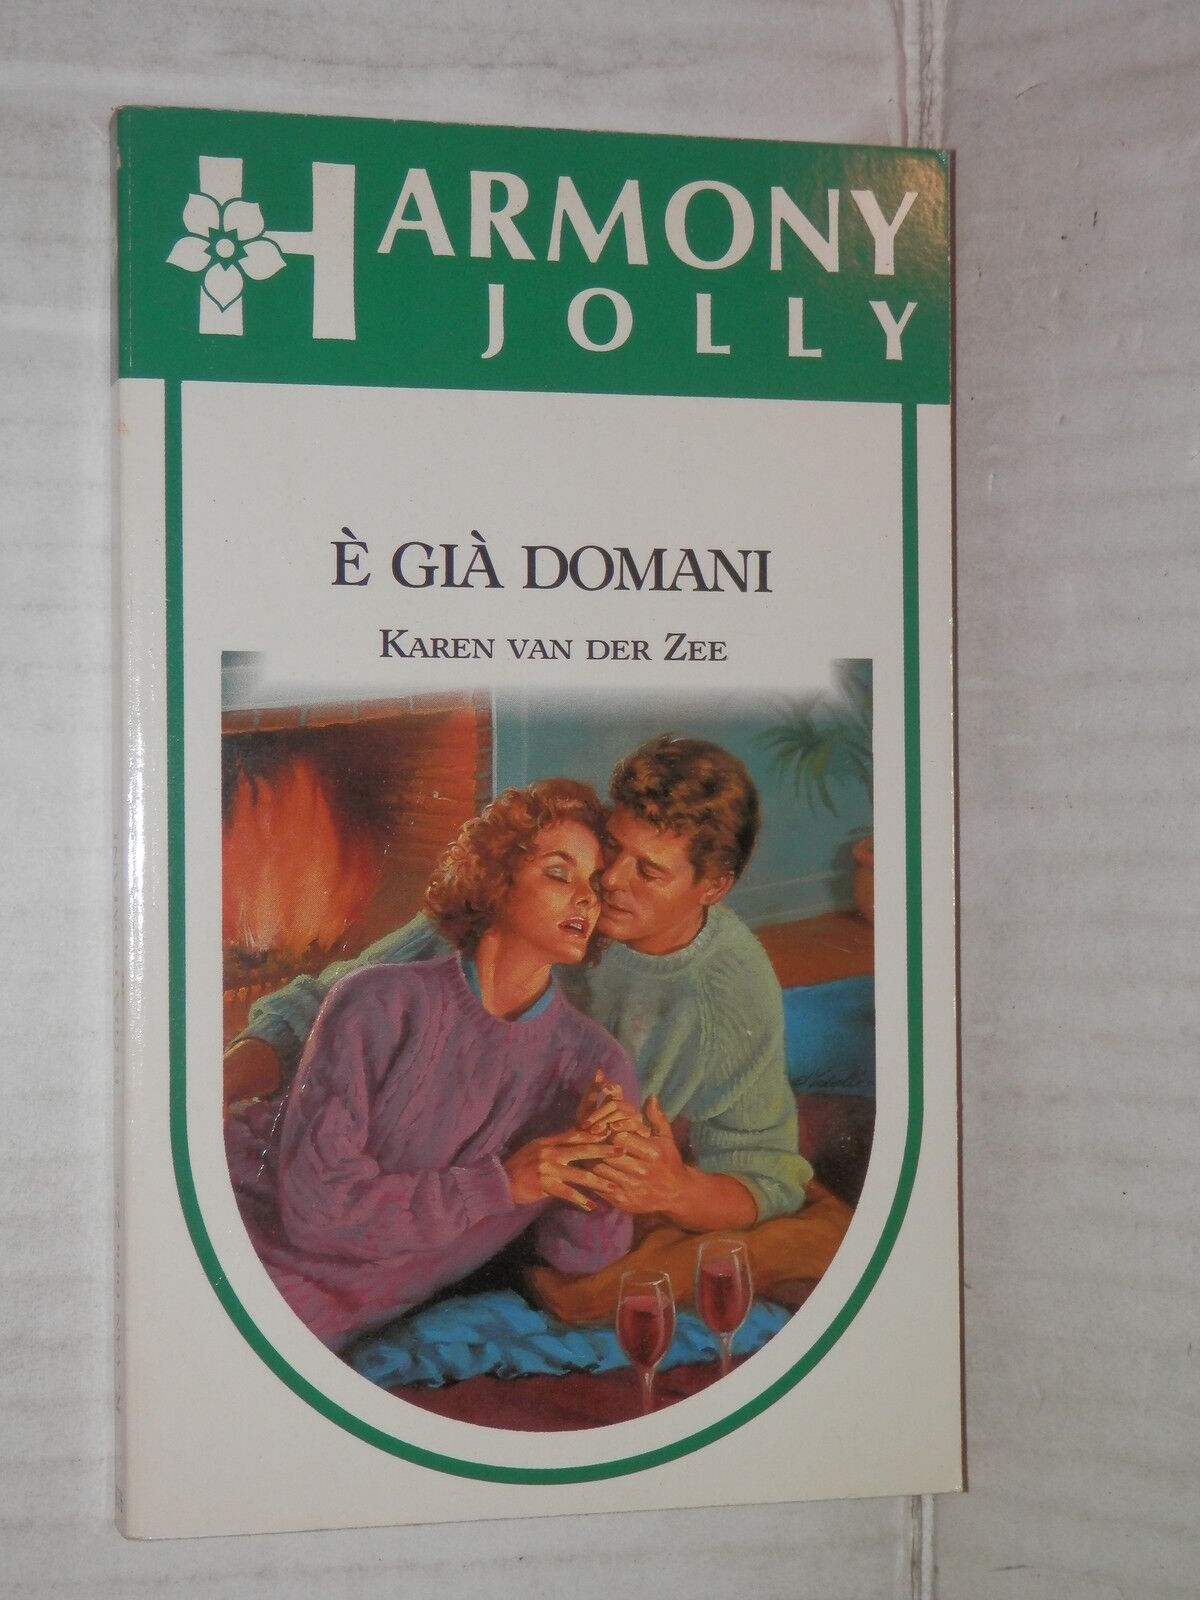 HARMONY
JOLLY
È GIÀ DOMANI
KAREN VAN DER ZEE